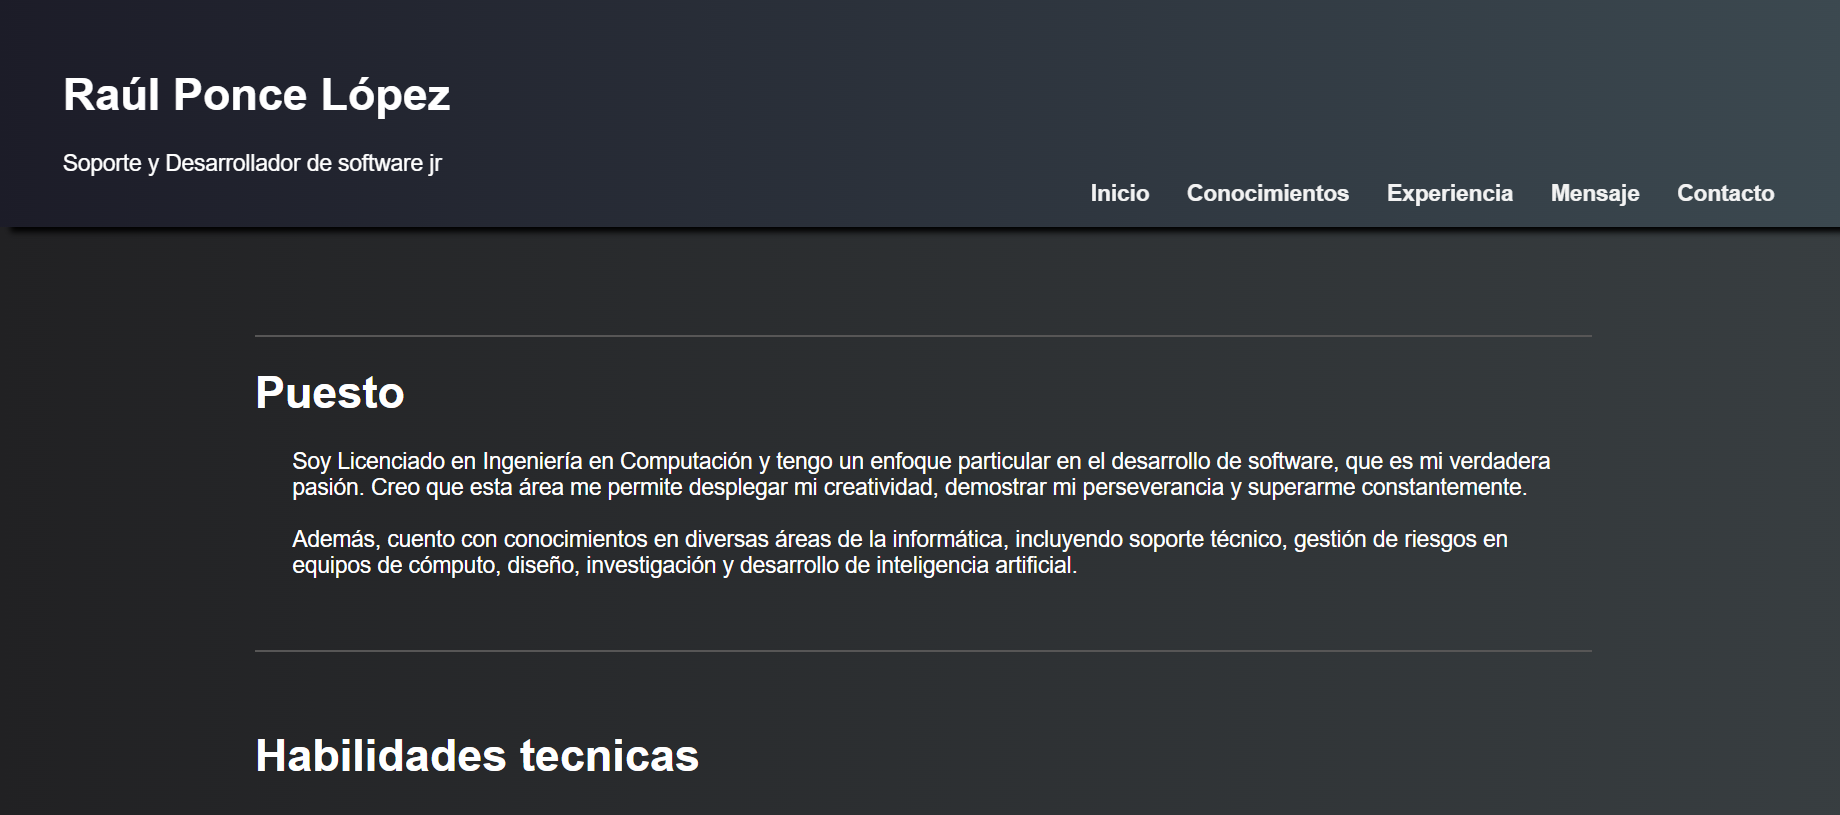 Raúl Ponce López
Soporte y Desarrollador de software jr
Inicio Conocimientos Experiencia Mensaje Contacto
Puesto
Soy Licenciado en Ingeniería en Computación y tengo un enfoque particular en el desarrollo de software, que es mi verdadera
pasión. Creo que esta área me permite desplegar mi creatividad, demostrar mi perseverancia y superarme constantemente.
Además, cuento con conocimientos en diversas áreas de la informática, incluyendo soporte técnico, gestión de riesgos en
equipos de cómputo, diseño, investigación y desarrollo de inteligencia artificial.
Habilidades tecnicas